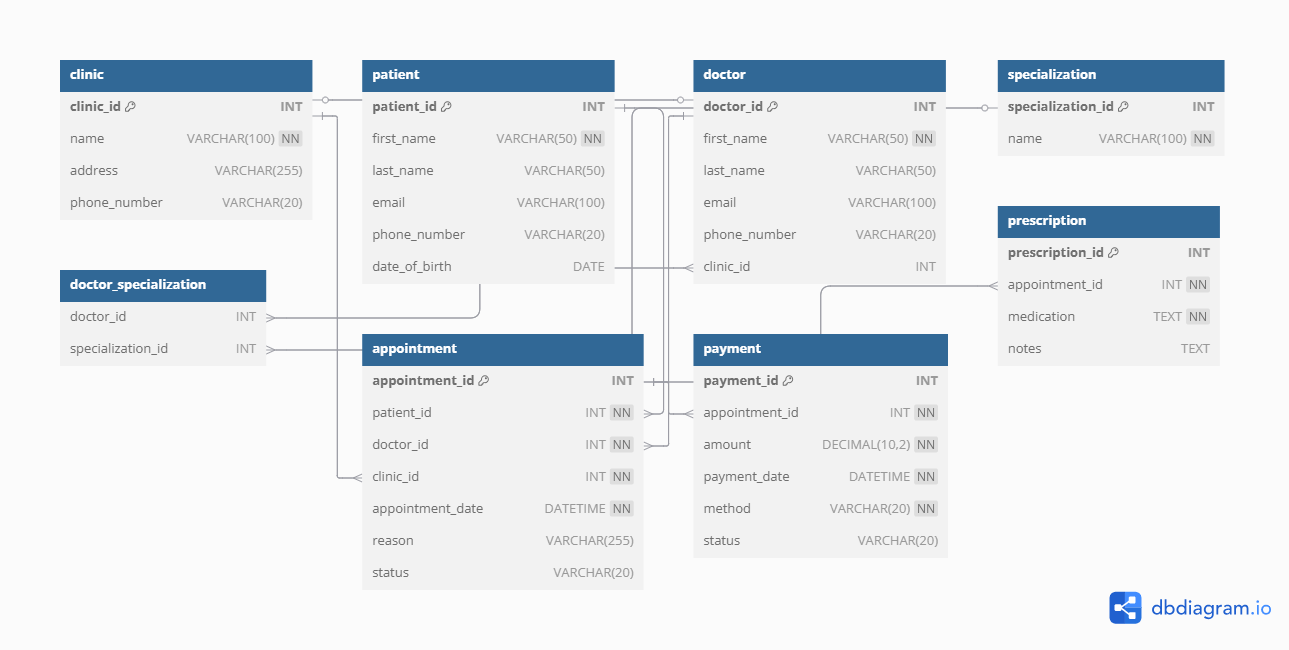 clinic
clinic_id INT
name VARCHAR(100) NN
address VARCHAR(255)
phone_number VARCHAR(20)
patient
patient_id INT
first_name VARCHAR(50) NN
last_name VARCHAR(50)
email VARCHAR(100)
phone_number VARCHAR(20)
date_of_birth DATE
doctor
doctor_id INT
first_name VARCHAR(50) NN
last_name VARCHAR(50)
email VARCHAR(100)
phone_number VARCHAR(20)
clinic_id INT
specialization
specialization_id INT
name VARCHAR(100) NN
prescription
prescription_id INT
appointment_id INT NN
medication TEXT NN
notes TEXT
doctor_specialization
doctor_id INT
specialization_id INT
appointment
appointment_id INT
patient_id INT NN
doctor_id INT NN
clinic_id INT NN
appointment_date DATETIME NN
reason VARCHAR(255)
status VARCHAR(20)
payment
payment_id INT
appointment_id INT NN
amount DECIMAL(10,2) NN
payment_date DATETIME NN
method VARCHAR(20) NN
status VARCHAR(20)
dbdiagram.io